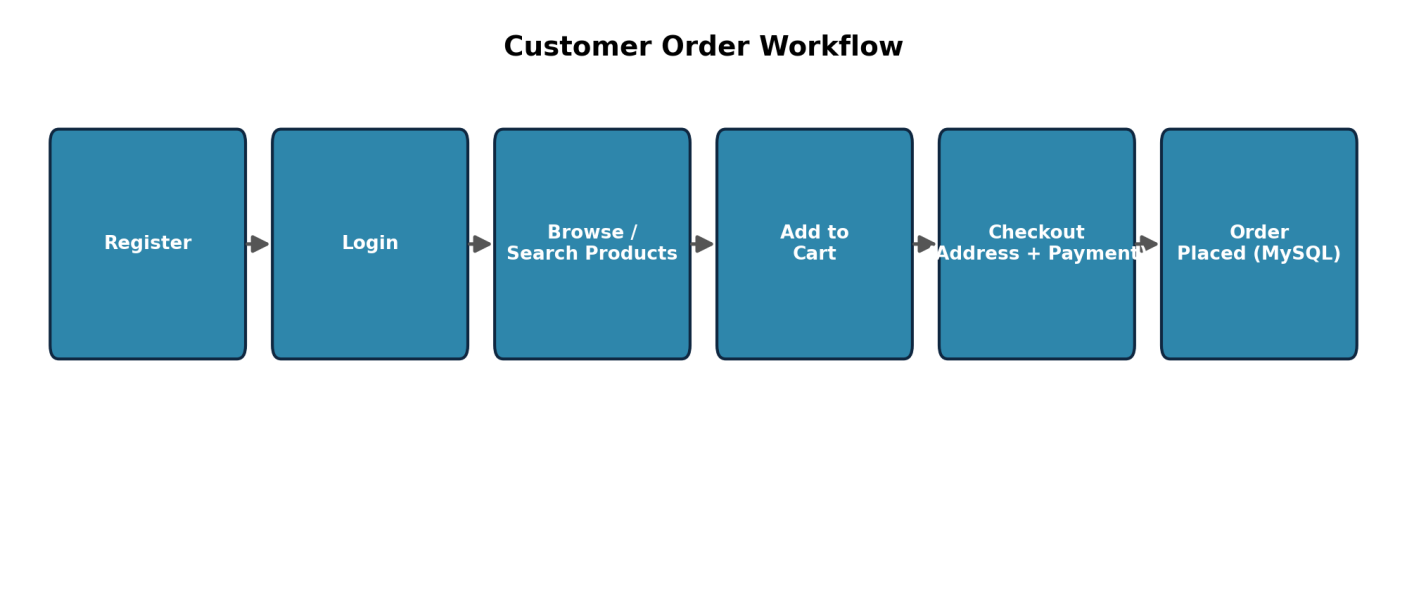 Customer Order Workflow
Register
Login
Browse /
Search Products
Add to
Cart
Checkout
(Address + Payment)
Order
Placed (MySQL)